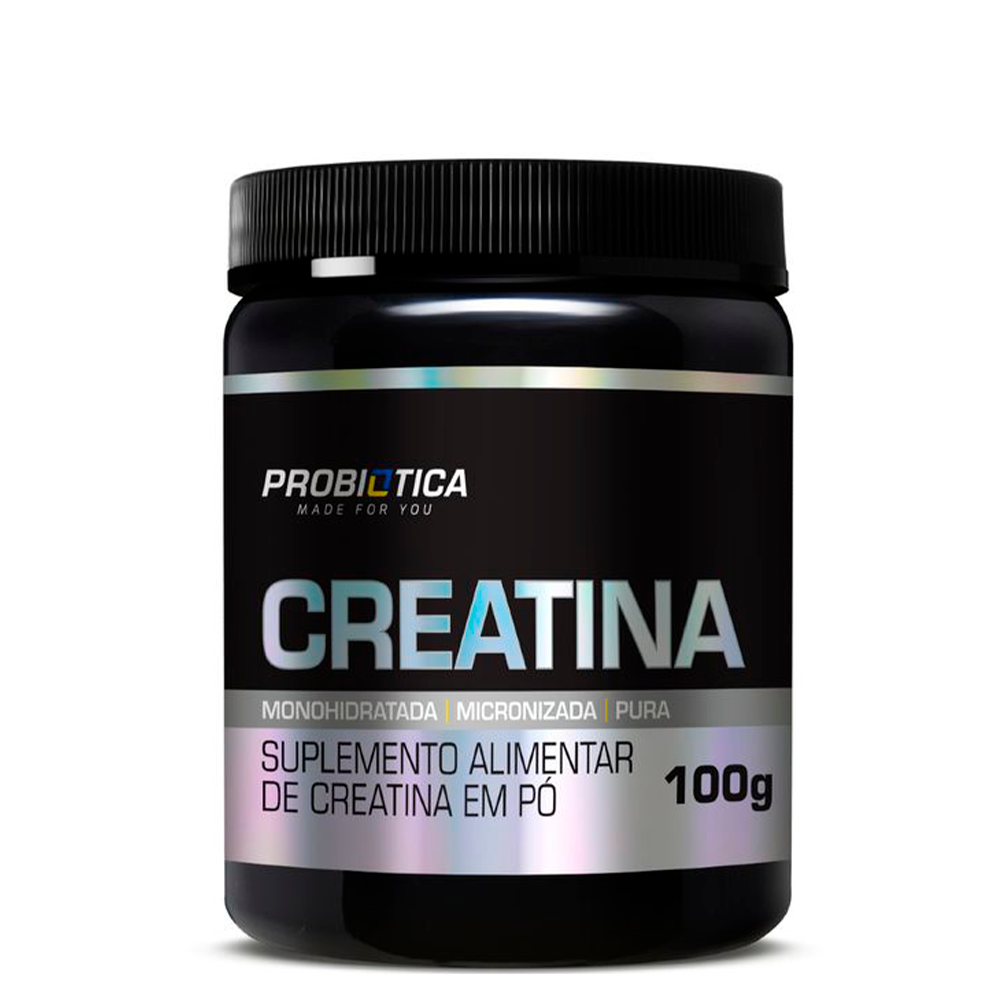 PROBIOTICA
MADE FOR YOU
CREATINA
MONOHIDRATADA | MICRONIZADA | PURA
SUPLEMENTO ALIMENTAR
DE CREATINA EM PÓ
100g